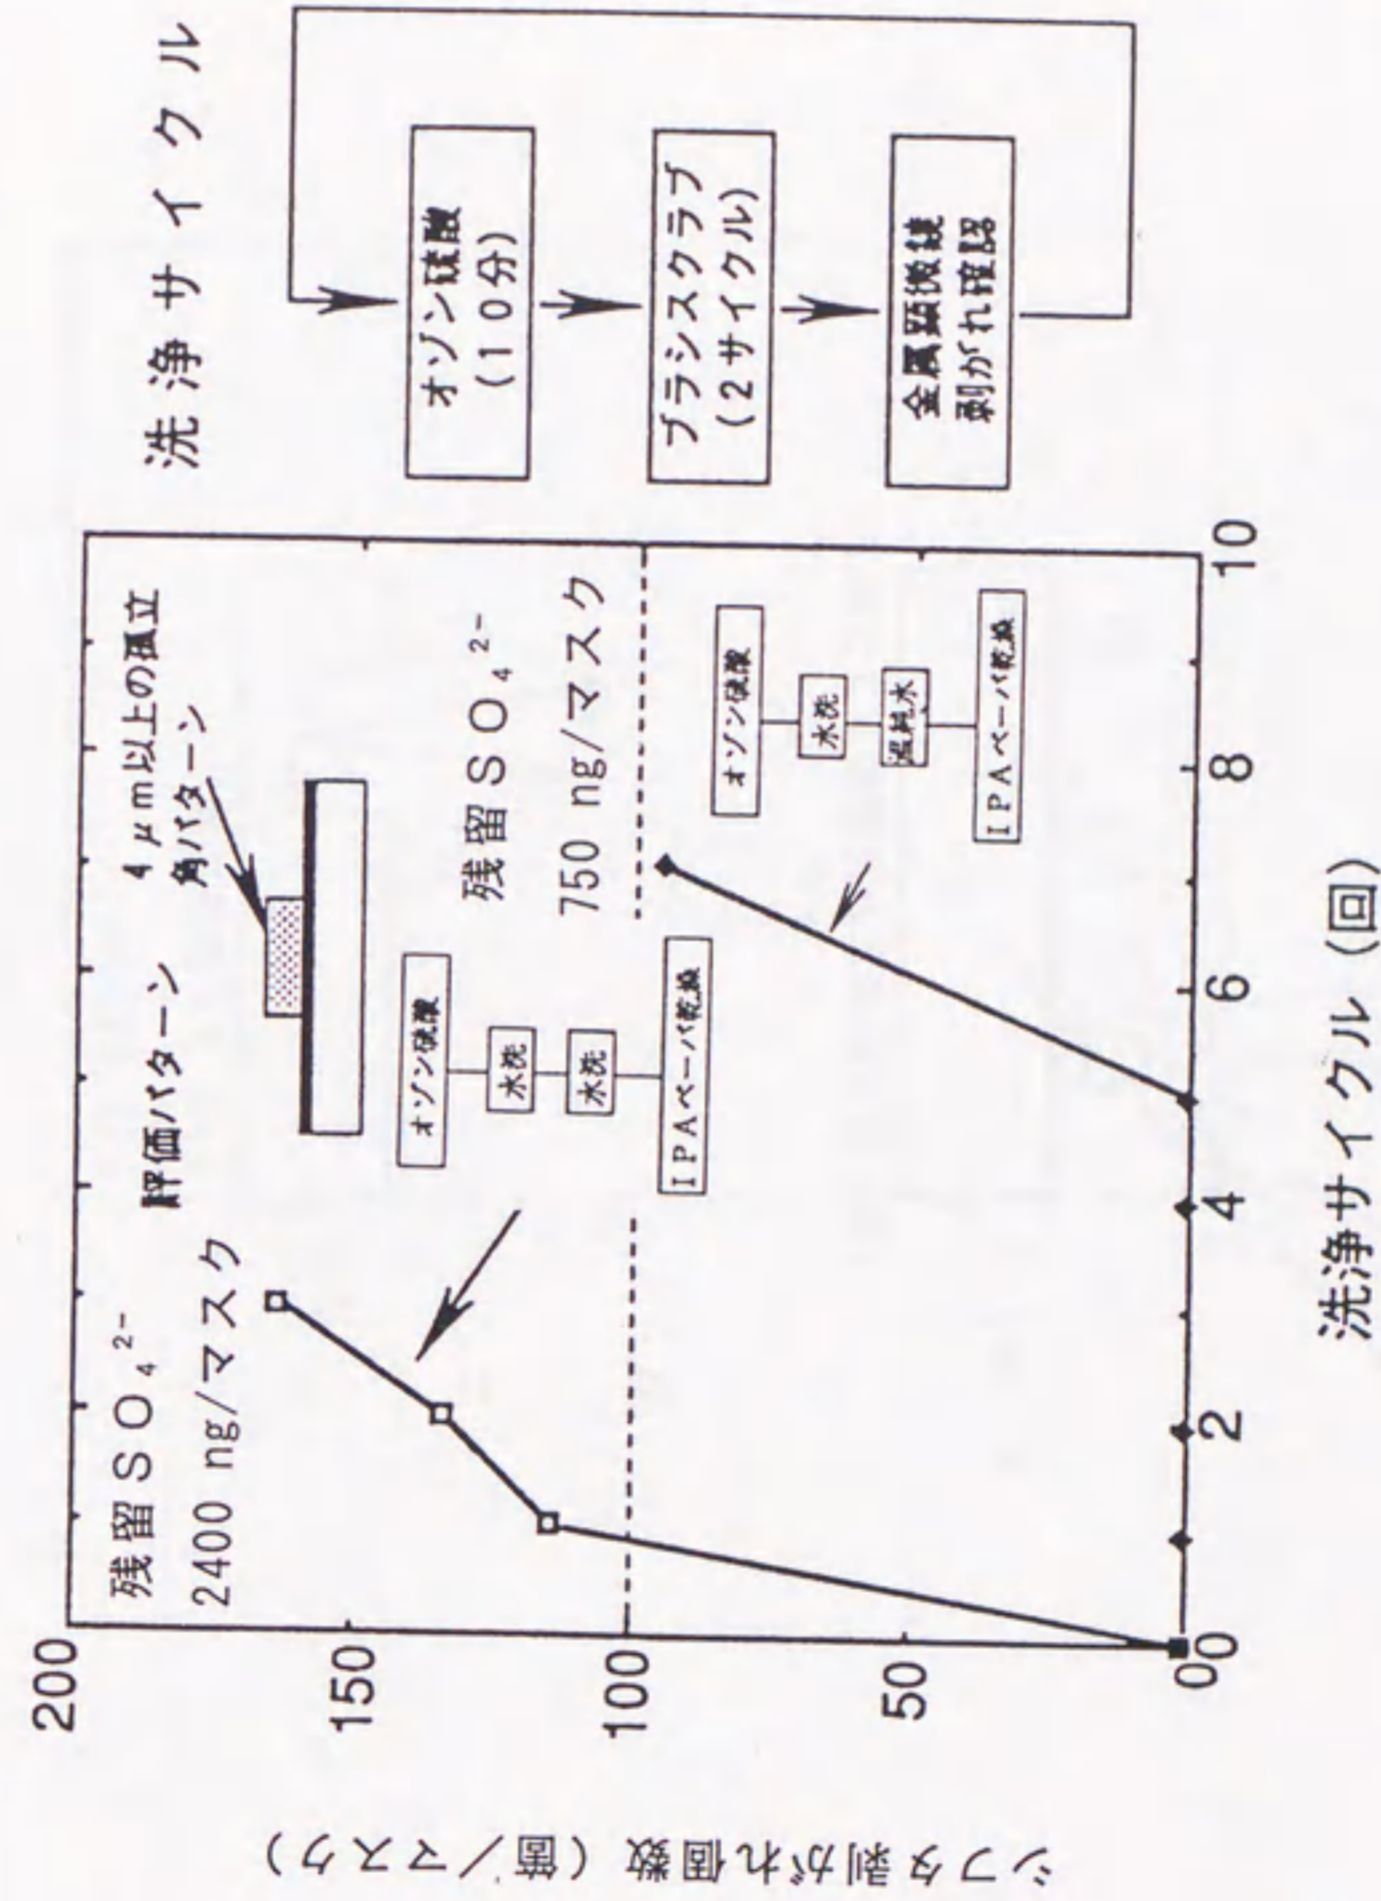 残留SO₄²⁻
2400 ng/マスク
評価パターン
4μm以上の孤立
角パターン
オゾン硫酸
水洗
水洗
IPAベーパ乾燥
残留SO₄²⁻
750 ng/マスク
オゾン硫酸
水洗
温純水
IPAベーパ乾燥
200
150
100
50
0
0
2
4
6
8
10
シフタ剥がれ個数 (箇/マスク)
洗浄サイクル (回)
洗浄サイクル
オゾン硫酸
(10分)
ブラシスクラブ
(2サイクル)
金属顕微鏡
剥がれ確認